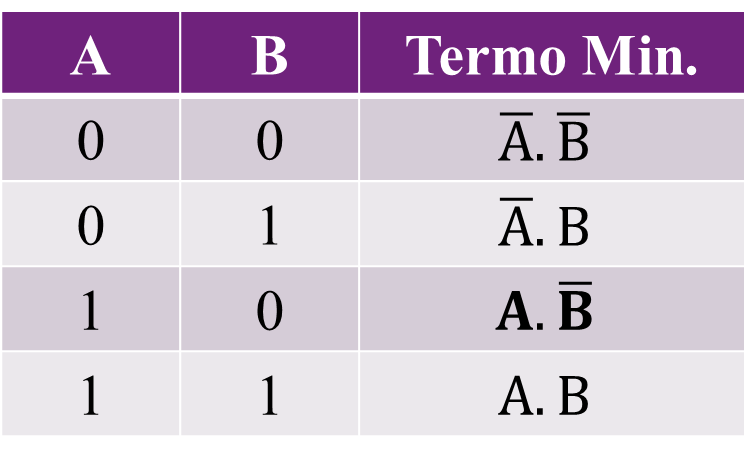 A B Termo Min.
0 0 A̅. B̅
0 1 A̅. B
1 0 A. B̅
1 1 A. B